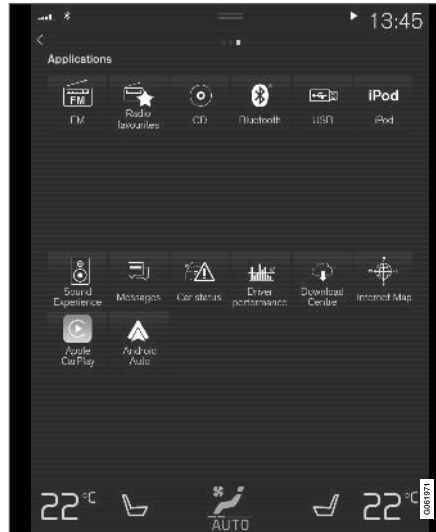 13:45
Applications
FM
FM
Radio
favourites
CD
Bluetooth
USB
iPod
iPod
Sound
Experience
Messages
Car status
Driver
performance
Download
Centre
Internet Map
Apple
CarPlay
Android
Auto
22°C
AUTO
22°C
G061971